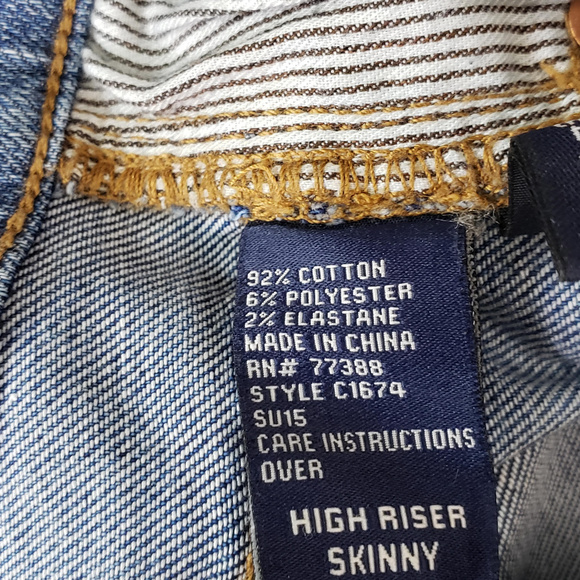 92% COTTON
6% POLYESTER
2% ELASTANE
MADE IN CHINA
RN# 77388
STYLE C1674
SU15
CARE INSTRUCTIONS
OVER
HIGH RISER
SKINNY